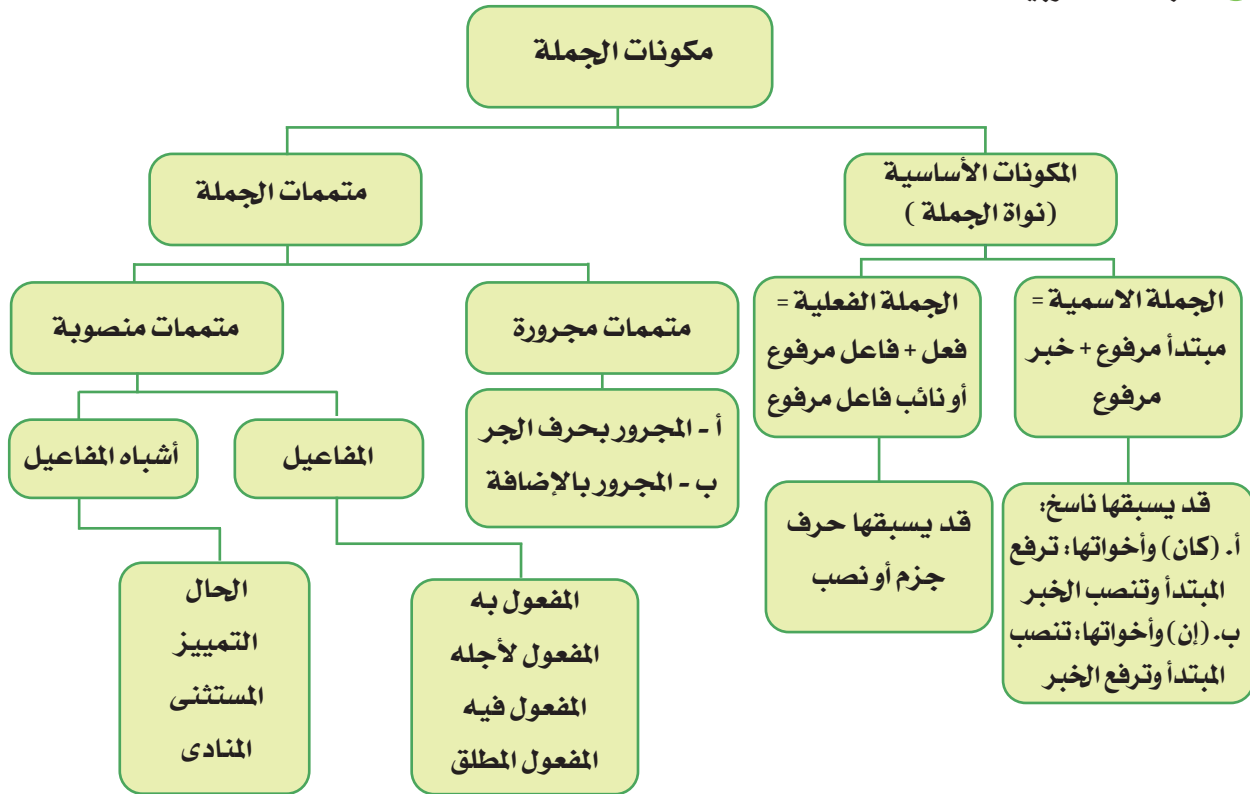 مكونات الجملة
المكونات الأساسية
(نواة الجملة )
متممات الجملة
الجملة الاسمية =
مبتدأ مرفوع + خبر
مرفوع
الجملة الفعلية =
فعل + فاعل مرفوع
أو نائب فاعل مرفوع
متممات مجرورة
متممات منصوبة
قد يسبقها ناسخ:
أ. (كان) وأخواتها: ترفع
المبتدأ وتنصب الخبر
ب. (إن) وأخواتها: تنصب
المبتدأ وترفع الخبر
قد يسبقها حرف
جزم أو نصب
أ - المجرور بحرف الجر
ب - المجرور بالإضافة
المفاعيل
أشباه المفاعيل
المفعول به
المفعول لأجله
المفعول فيه
المفعول المطلق
الحال
التمييز
المستثنى
المنادى